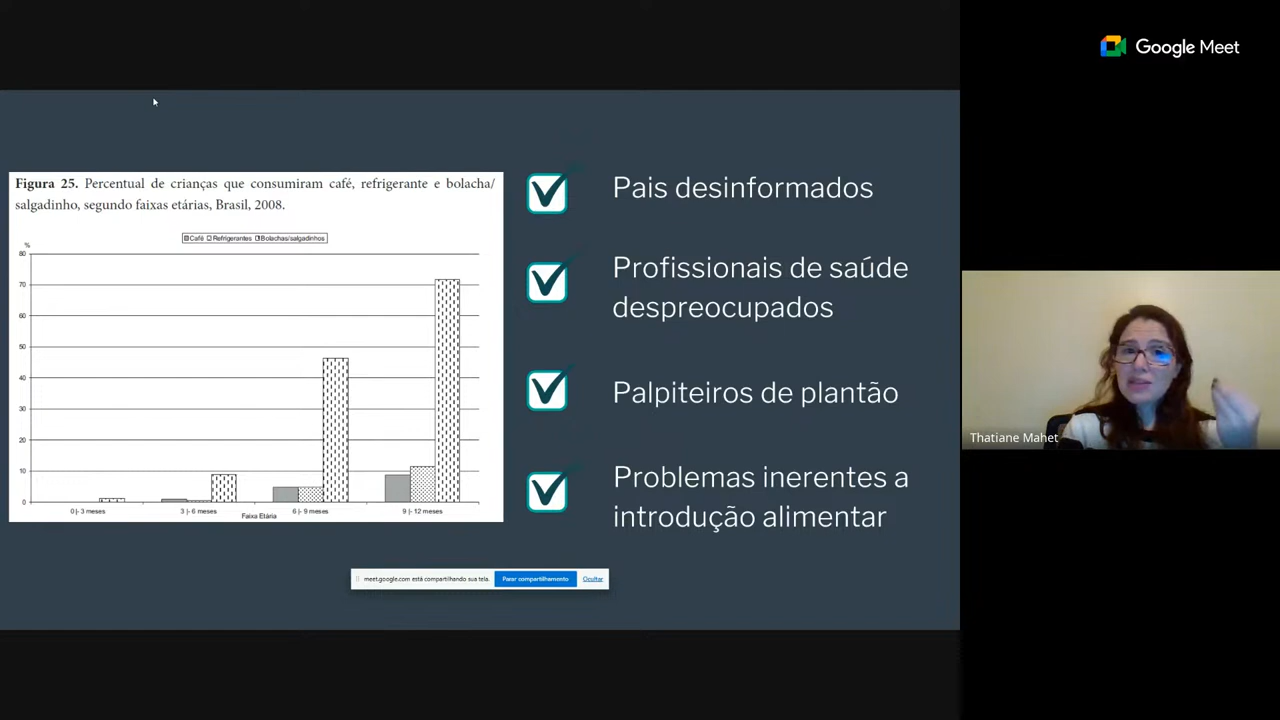 Google Meet
Figura 25. Percentual de crianças que consumiram café, refrigerante e bolacha/
salgadinho, segundo faixas etárias, Brasil, 2008.
Café Refrigerantes Bolachas/salgadinhos
%
80
70
60
50
40
30
20
10
0
0 |- 3 meses
3 |- 6 meses
6 |- 9 meses
9 |- 12 meses
Faixa Etária
Pais desinformados
Profissionais de saúde
despreocupados
Palpiteiros de plantão
Problemas inerentes a
introdução alimentar
Thatiane Mahet
meet.google.com está compartilhando sua tela.
Parar compartilhamento
Ocultar